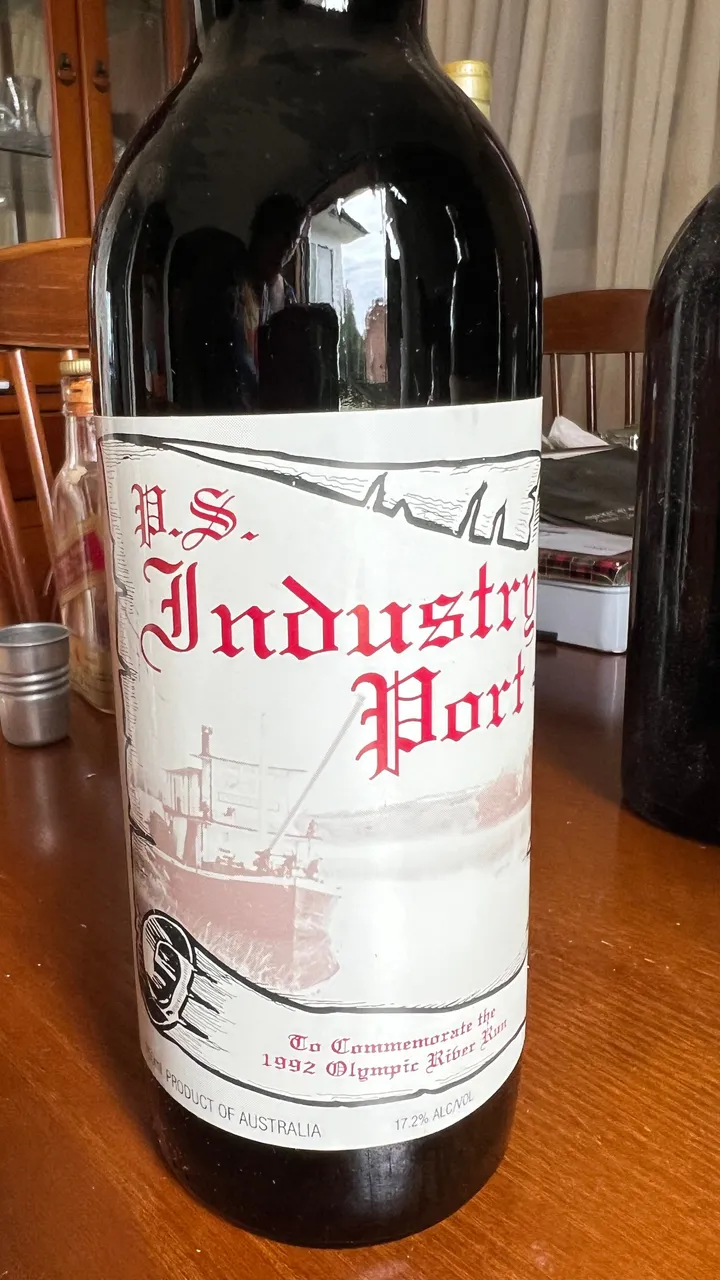 P.S.
Industry
Port
To Commemorate the
1992 Olympic River Run
PRODUCT OF AUSTRALIA
17.2% ALC/VOL